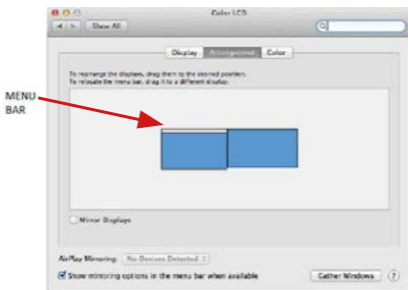 Color LCD
Show All
Display Arrangement Color
To rearrange the displays, drag them to the desired position.
To relocate the menu bar, drag it to a different display.
MENU
BAR
Mirror Displays
AirPlay Mirroring: No Devices Detected
Show mirroring options in the menu bar when available
Gather Windows ?